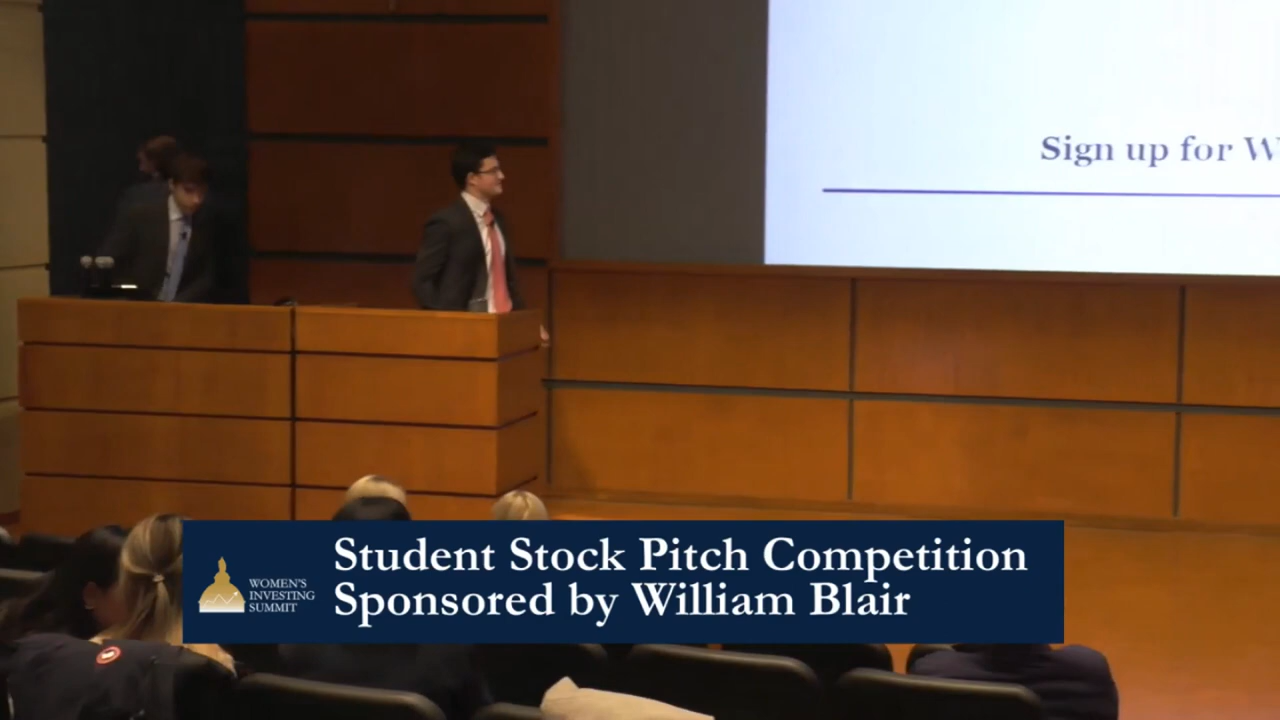 Sign up for W
Student Stock Pitch Competition
Sponsored by William Blair
WOMEN'S
INVESTING
SUMMIT